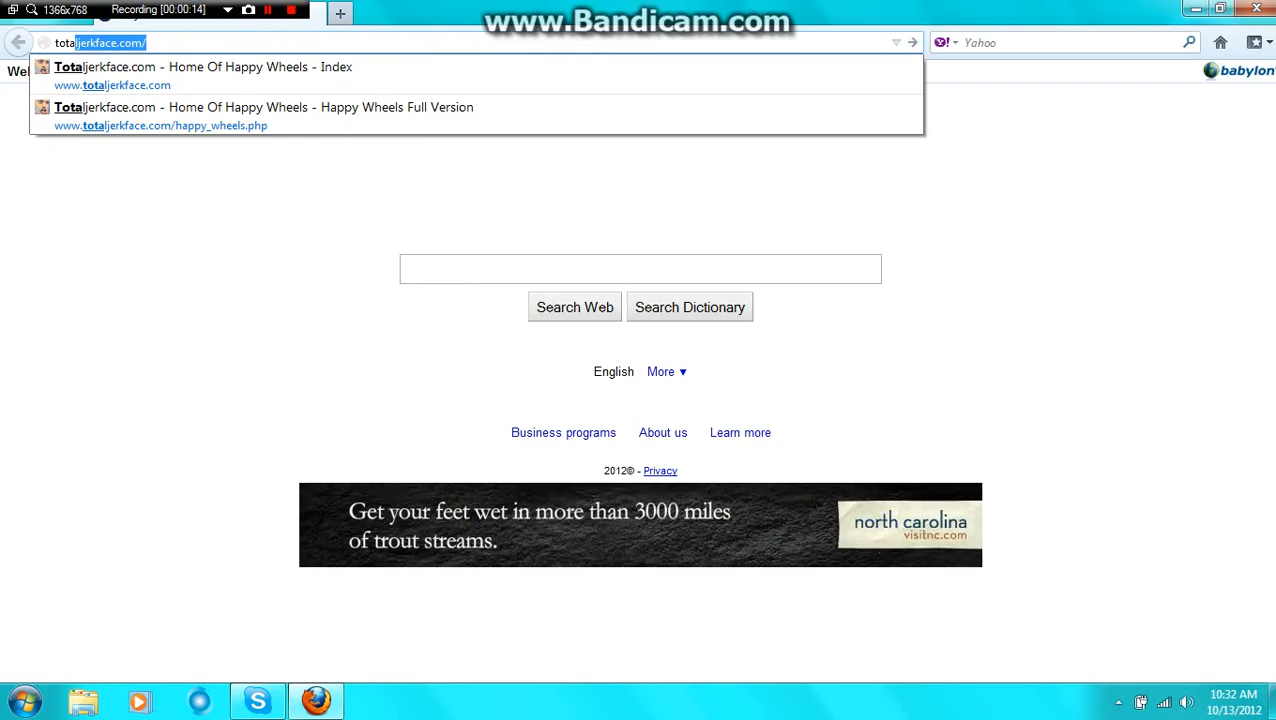 1366x768 Recording [00:00:14]
www.Bandicam.com
totaljerkface.com/
Yahoo
Totaljerkface.com - Home Of Happy Wheels - Index
www.totaljerkface.com
babylon
Totaljerkface.com - Home Of Happy Wheels - Happy Wheels Full Version
www.totaljerkface.com/happy_wheels.php
Search Web Search Dictionary
English More ▼
Business programs About us Learn more
2012© - Privacy
Get your feet wet in more than 3000 miles
of trout streams.
north carolina
visitnc.com
10:32 AM
10/13/2012